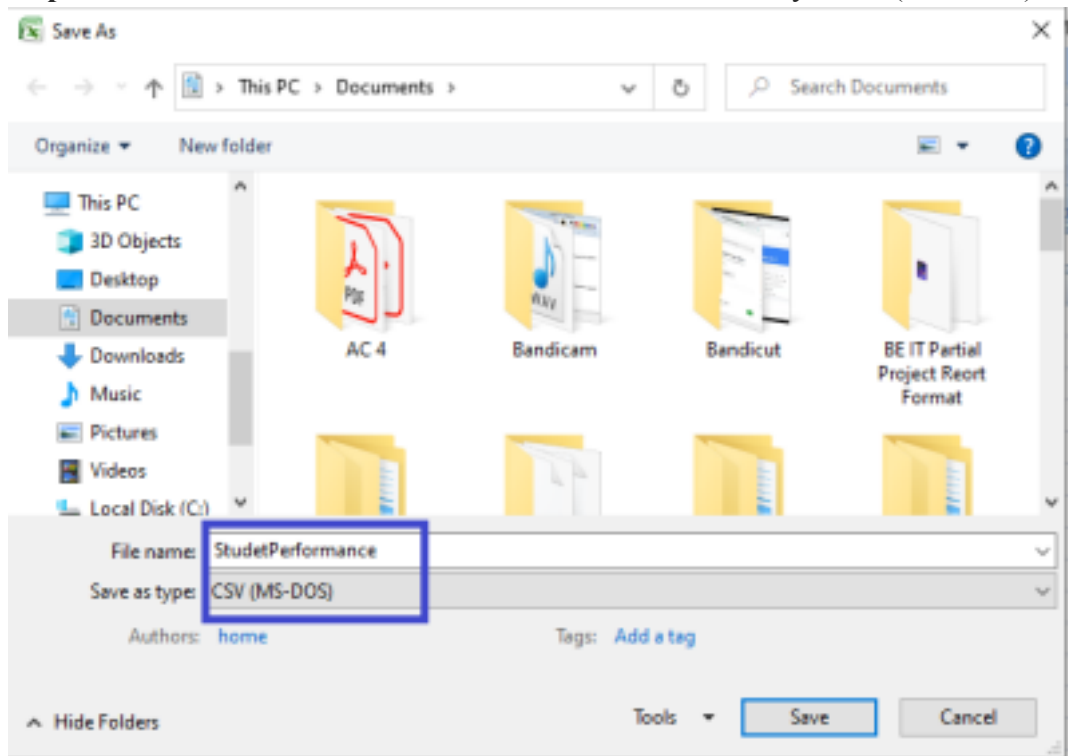 Save As
This PC > Documents >
Search Documents
Organize
New folder
This PC
3D Objects
Desktop
Documents
Downloads
Music
Pictures
Videos
Local Disk (C:)
PDF
AC 4
WAV
Bandicam
Bandicut
BE IT Partial
Project Reort
Format
File name: StudetPerformance
Save as type: CSV (MS-DOS)
Authors: home
Tags: Add a tag
Hide Folders
Tools
Save
Cancel